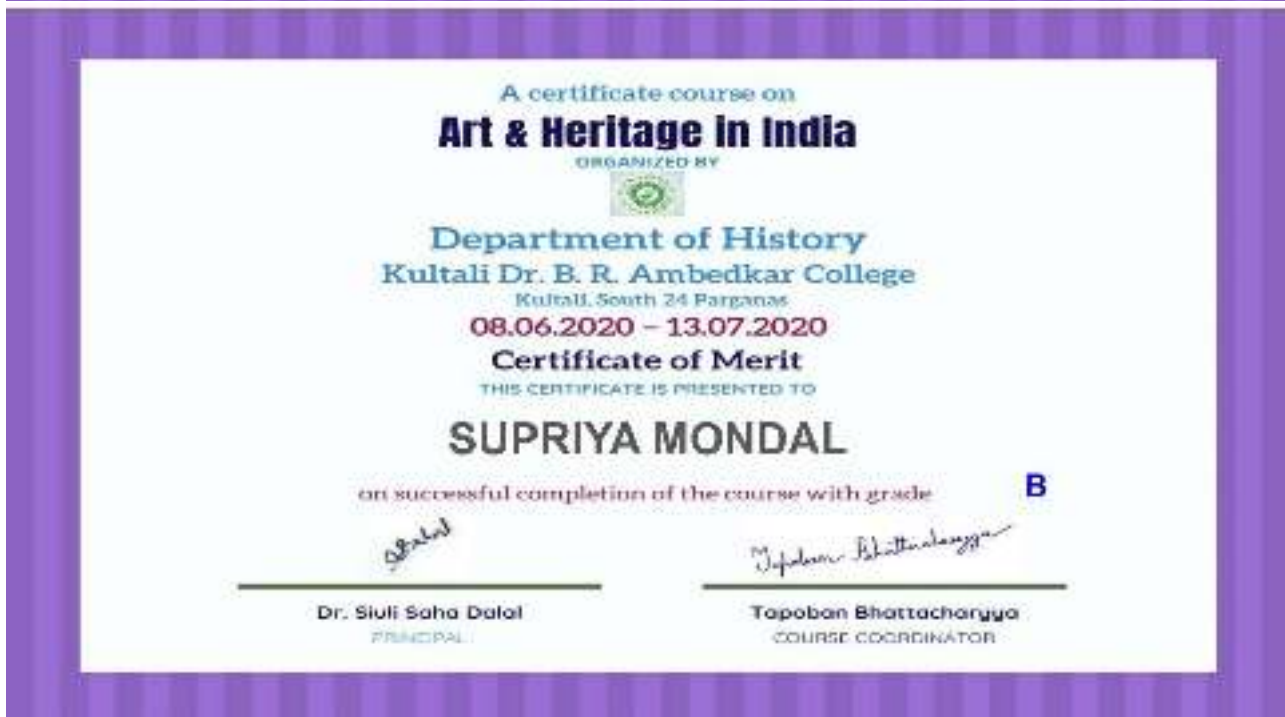 A certificate course on
Art & Heritage in India
ORGANIZED BY
Department of History
Kultali Dr. B. R. Ambedkar College
Kultali, South 24 Parganas
08.06.2020 – 13.07.2020
Certificate of Merit
THIS CERTIFICATE IS PRESENTED TO
SUPRIYA MONDAL
on successful completion of the course with grade B
Tapoban Bhattacharyya
Dr. Siuli Saha Dalal Tapoban Bhattacharyya
PRINCIPAL COURSE COORDINATOR